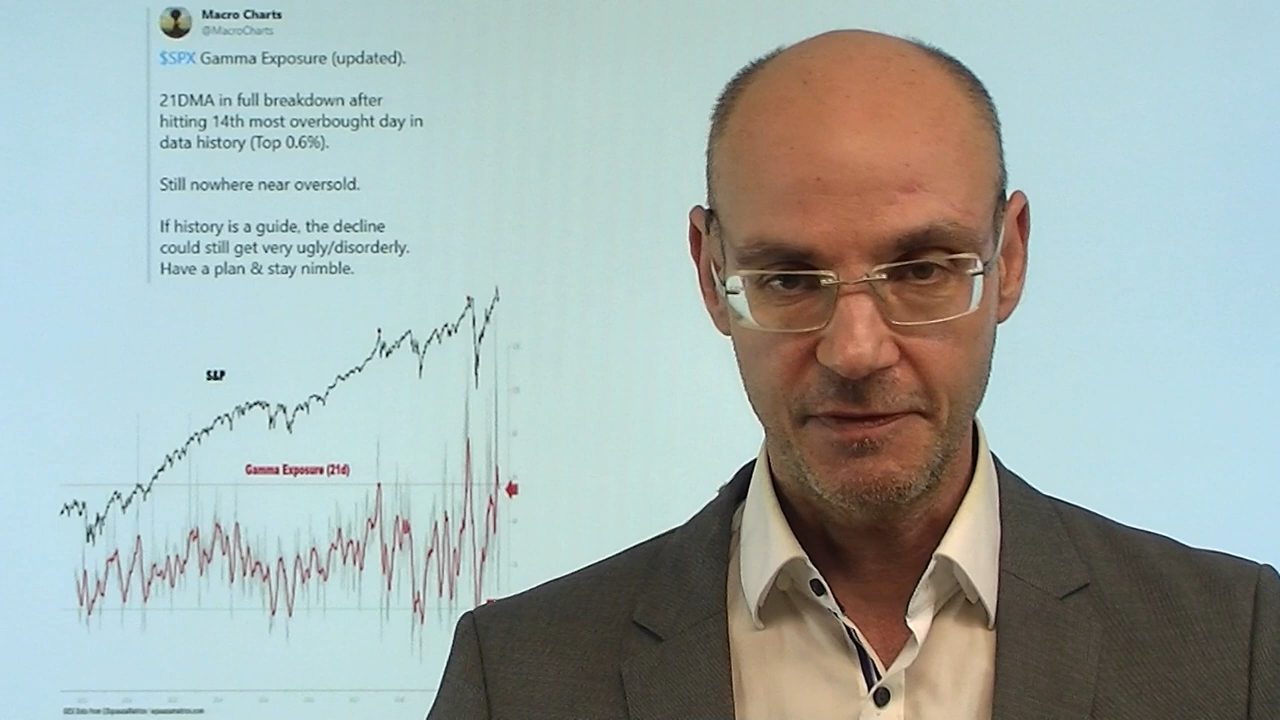 Macro Charts
@MacroCharts
$SPX Gamma Exposure (updated).
21DMA in full breakdown after
hitting 14th most overbought day in
data history (Top 0.6%).
Still nowhere near oversold.
If history is a guide, the decline
could still get very ugly/disorderly.
Have a plan & stay nimble.
S&P
Gamma Exposure (21d)